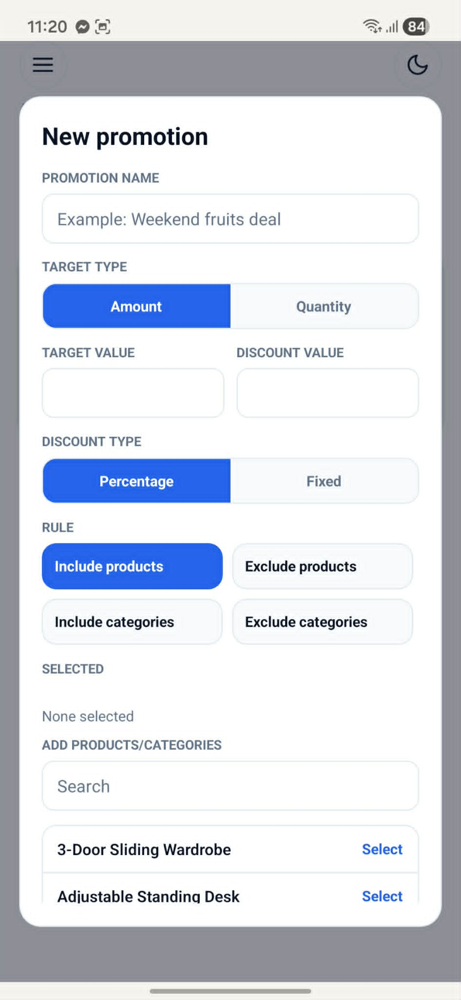 11:20
84
New promotion
PROMOTION NAME
Example: Weekend fruits deal
TARGET TYPE
Amount Quantity
TARGET VALUE DISCOUNT VALUE
DISCOUNT TYPE
Percentage Fixed
RULE
Include products Exclude products
Include categories Exclude categories
SELECTED
None selected
ADD PRODUCTS/CATEGORIES
Search
3-Door Sliding Wardrobe Select
Adjustable Standing Desk Select